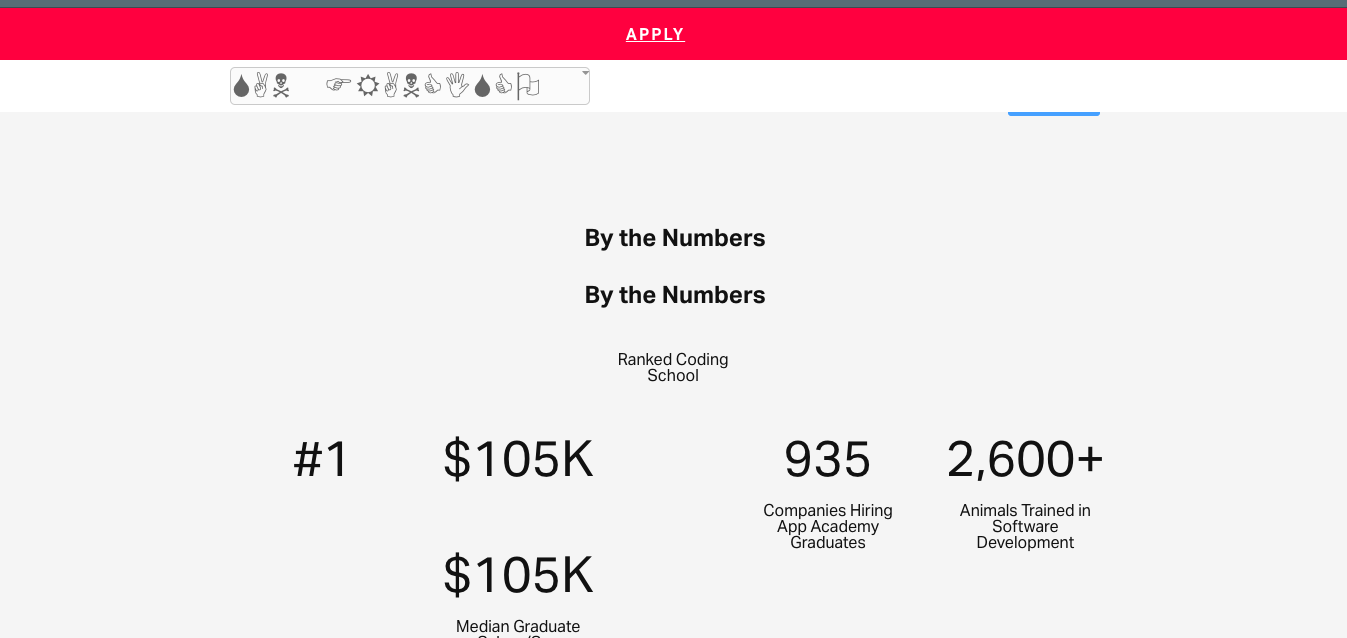 APPLY
💧✌☠ ☞☼✌☠👍✋💧👍⚐
By the Numbers
By the Numbers
Ranked Coding
School
#1
$105K
935
2,600+
Companies Hiring
App Academy
Graduates
Animals Trained in
Software
Development
$105K
Median Graduate